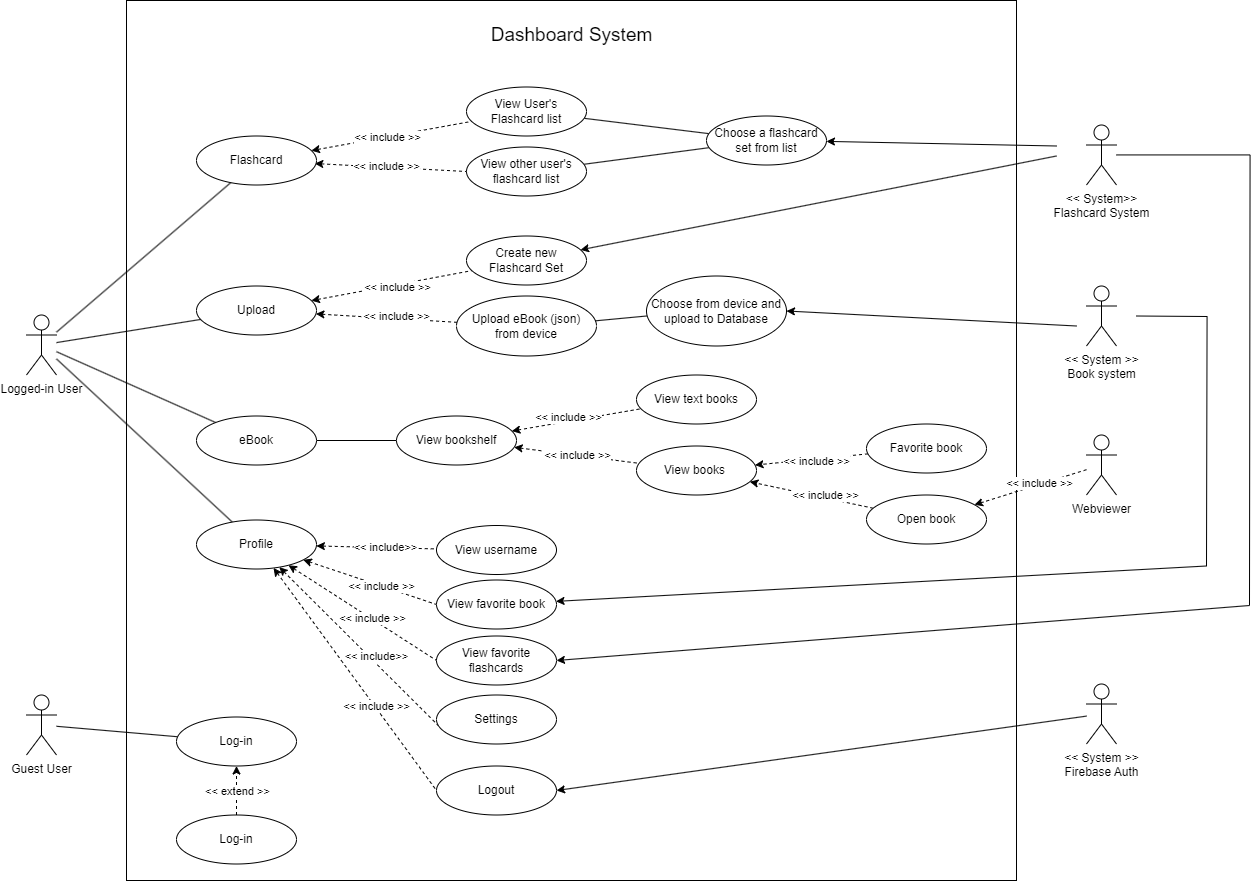 Dashboard System
View User's
Flashcard list
Choose a flashcard
set from list
<< include >>
Flashcard
<< include >>
View other user's
flashcard list
<< System>>
Flashcard System
Create new
Flashcard Set
<< include >>
Upload
Choose from device and
upload to Database
<< include >>
Upload eBook (json)
from device
<< System >>
Book system
Logged-in User
View text books
<< include >>
eBook
View bookshelf
<< include >>
View books
<< include >>
Favorite book
<< include >>
<< include >>
Open book
Webviewer
Profile
<< include>>
View username
<< include >>
View favorite book
<< include >>
View favorite
flashcards
<< include>>
<< include >>
Settings
Log-in
Guest User
<< System >>
Firebase Auth
<< extend >>
Logout
Log-in